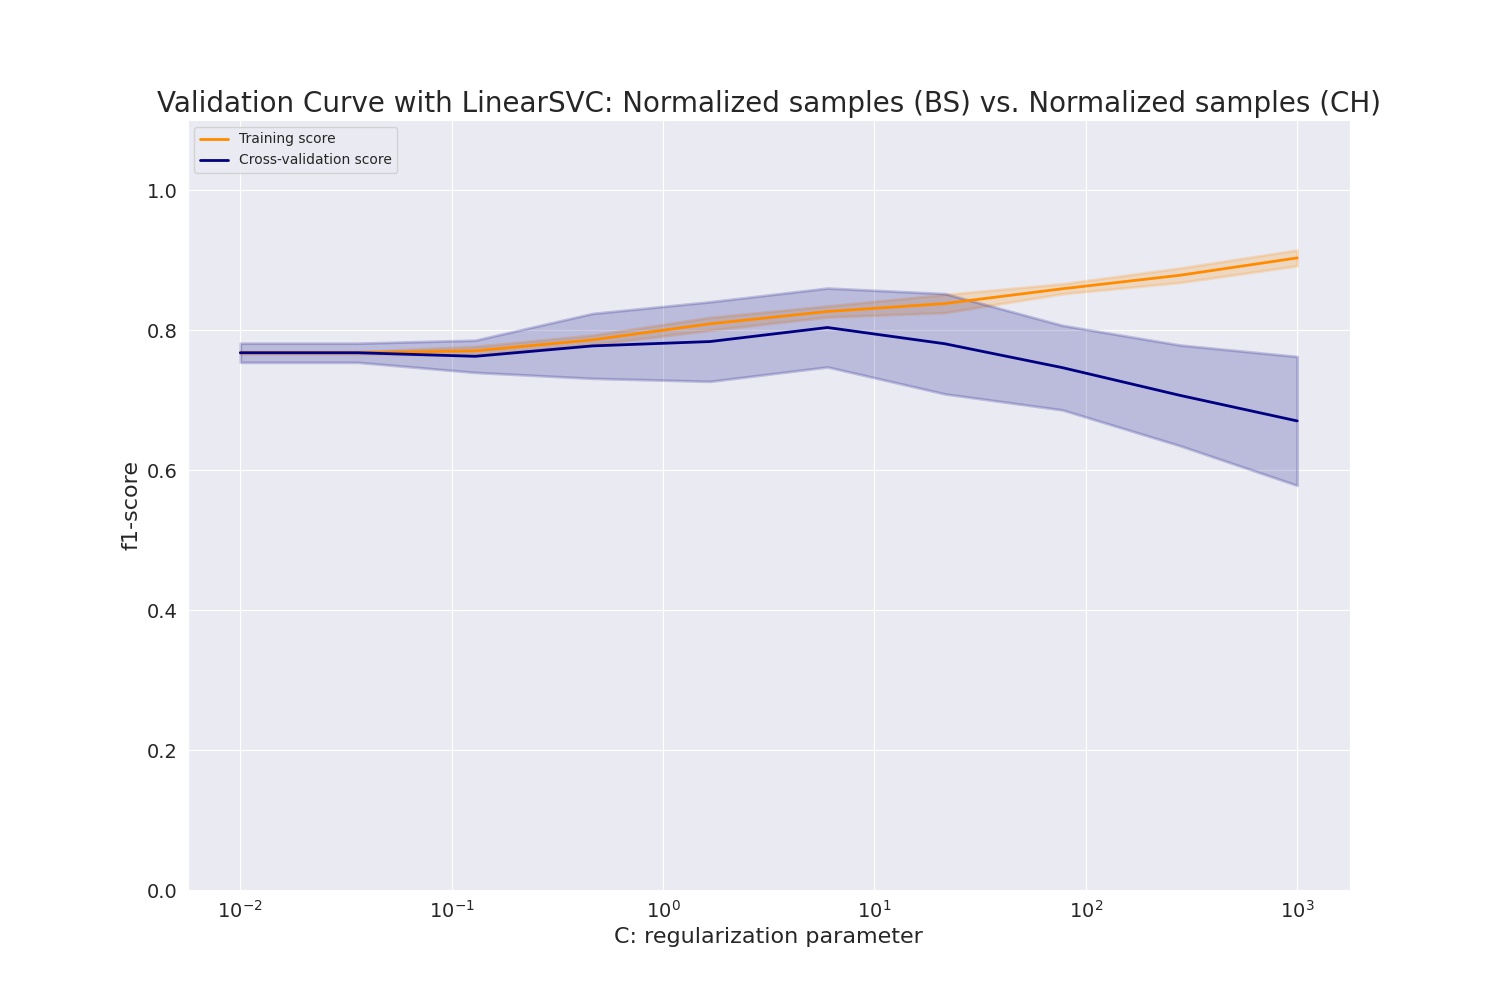 Validation Curve with LinearSVC: Normalized samples (BS) vs. Normalized samples (CH)
Training score
Cross-validation score
1.0
0.8
0.6
0.4
0.2
0.0
f1-score
10⁻² 10⁻¹ 10⁰ 10¹ 10² 10³
C: regularization parameter